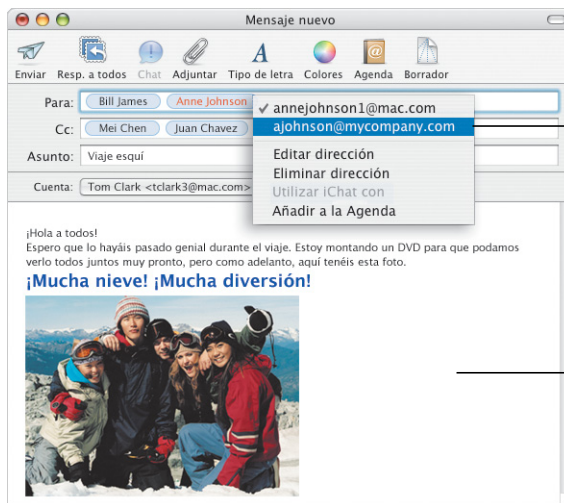 Mensaje nuevo
Enviar Resp. a todos Chat Adjuntar Tipo de letra Colores Agenda Borrador
Para: Bill James Anne Johnson
✓ annejohnson1@mac.com
ajohnson@mycompany.com
Editar dirección
Eliminar dirección
Utilizar iChat con
Añadir a la Agenda
Cc: Mei Chen Juan Chavez
Asunto: Viaje esquí
Cuenta: Tom Clark <tclark3@mac.com>
¡Hola a todos!
Espero que lo hayáis pasado genial durante el viaje. Estoy montando un DVD para que podamos
verlo todos juntos muy pronto, pero como adelanto, aquí tenéis esta foto.
¡Mucha nieve! ¡Mucha diversión!